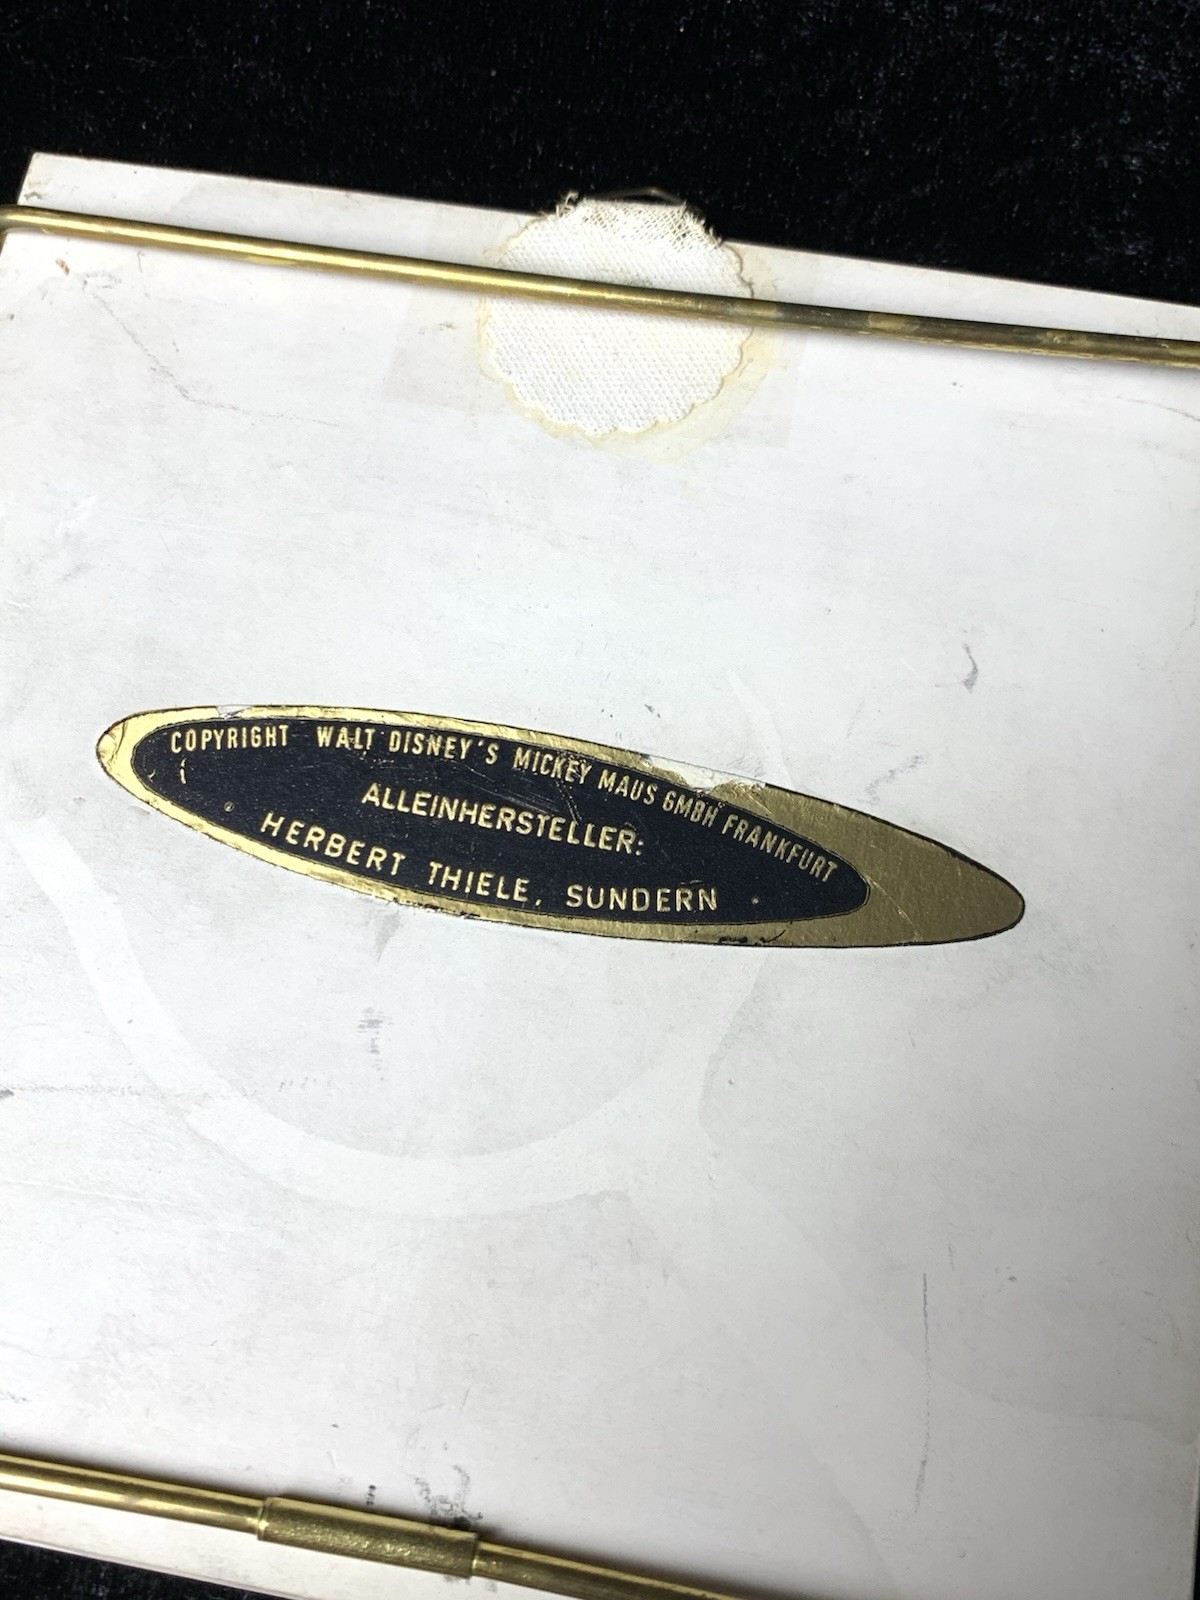 COPYRIGHT WALT DISNEY'S MICKEY MAUS GMBH FRANKFURT
ALLEINHERSTELLER:
HERBERT THIELE, SUNDERN